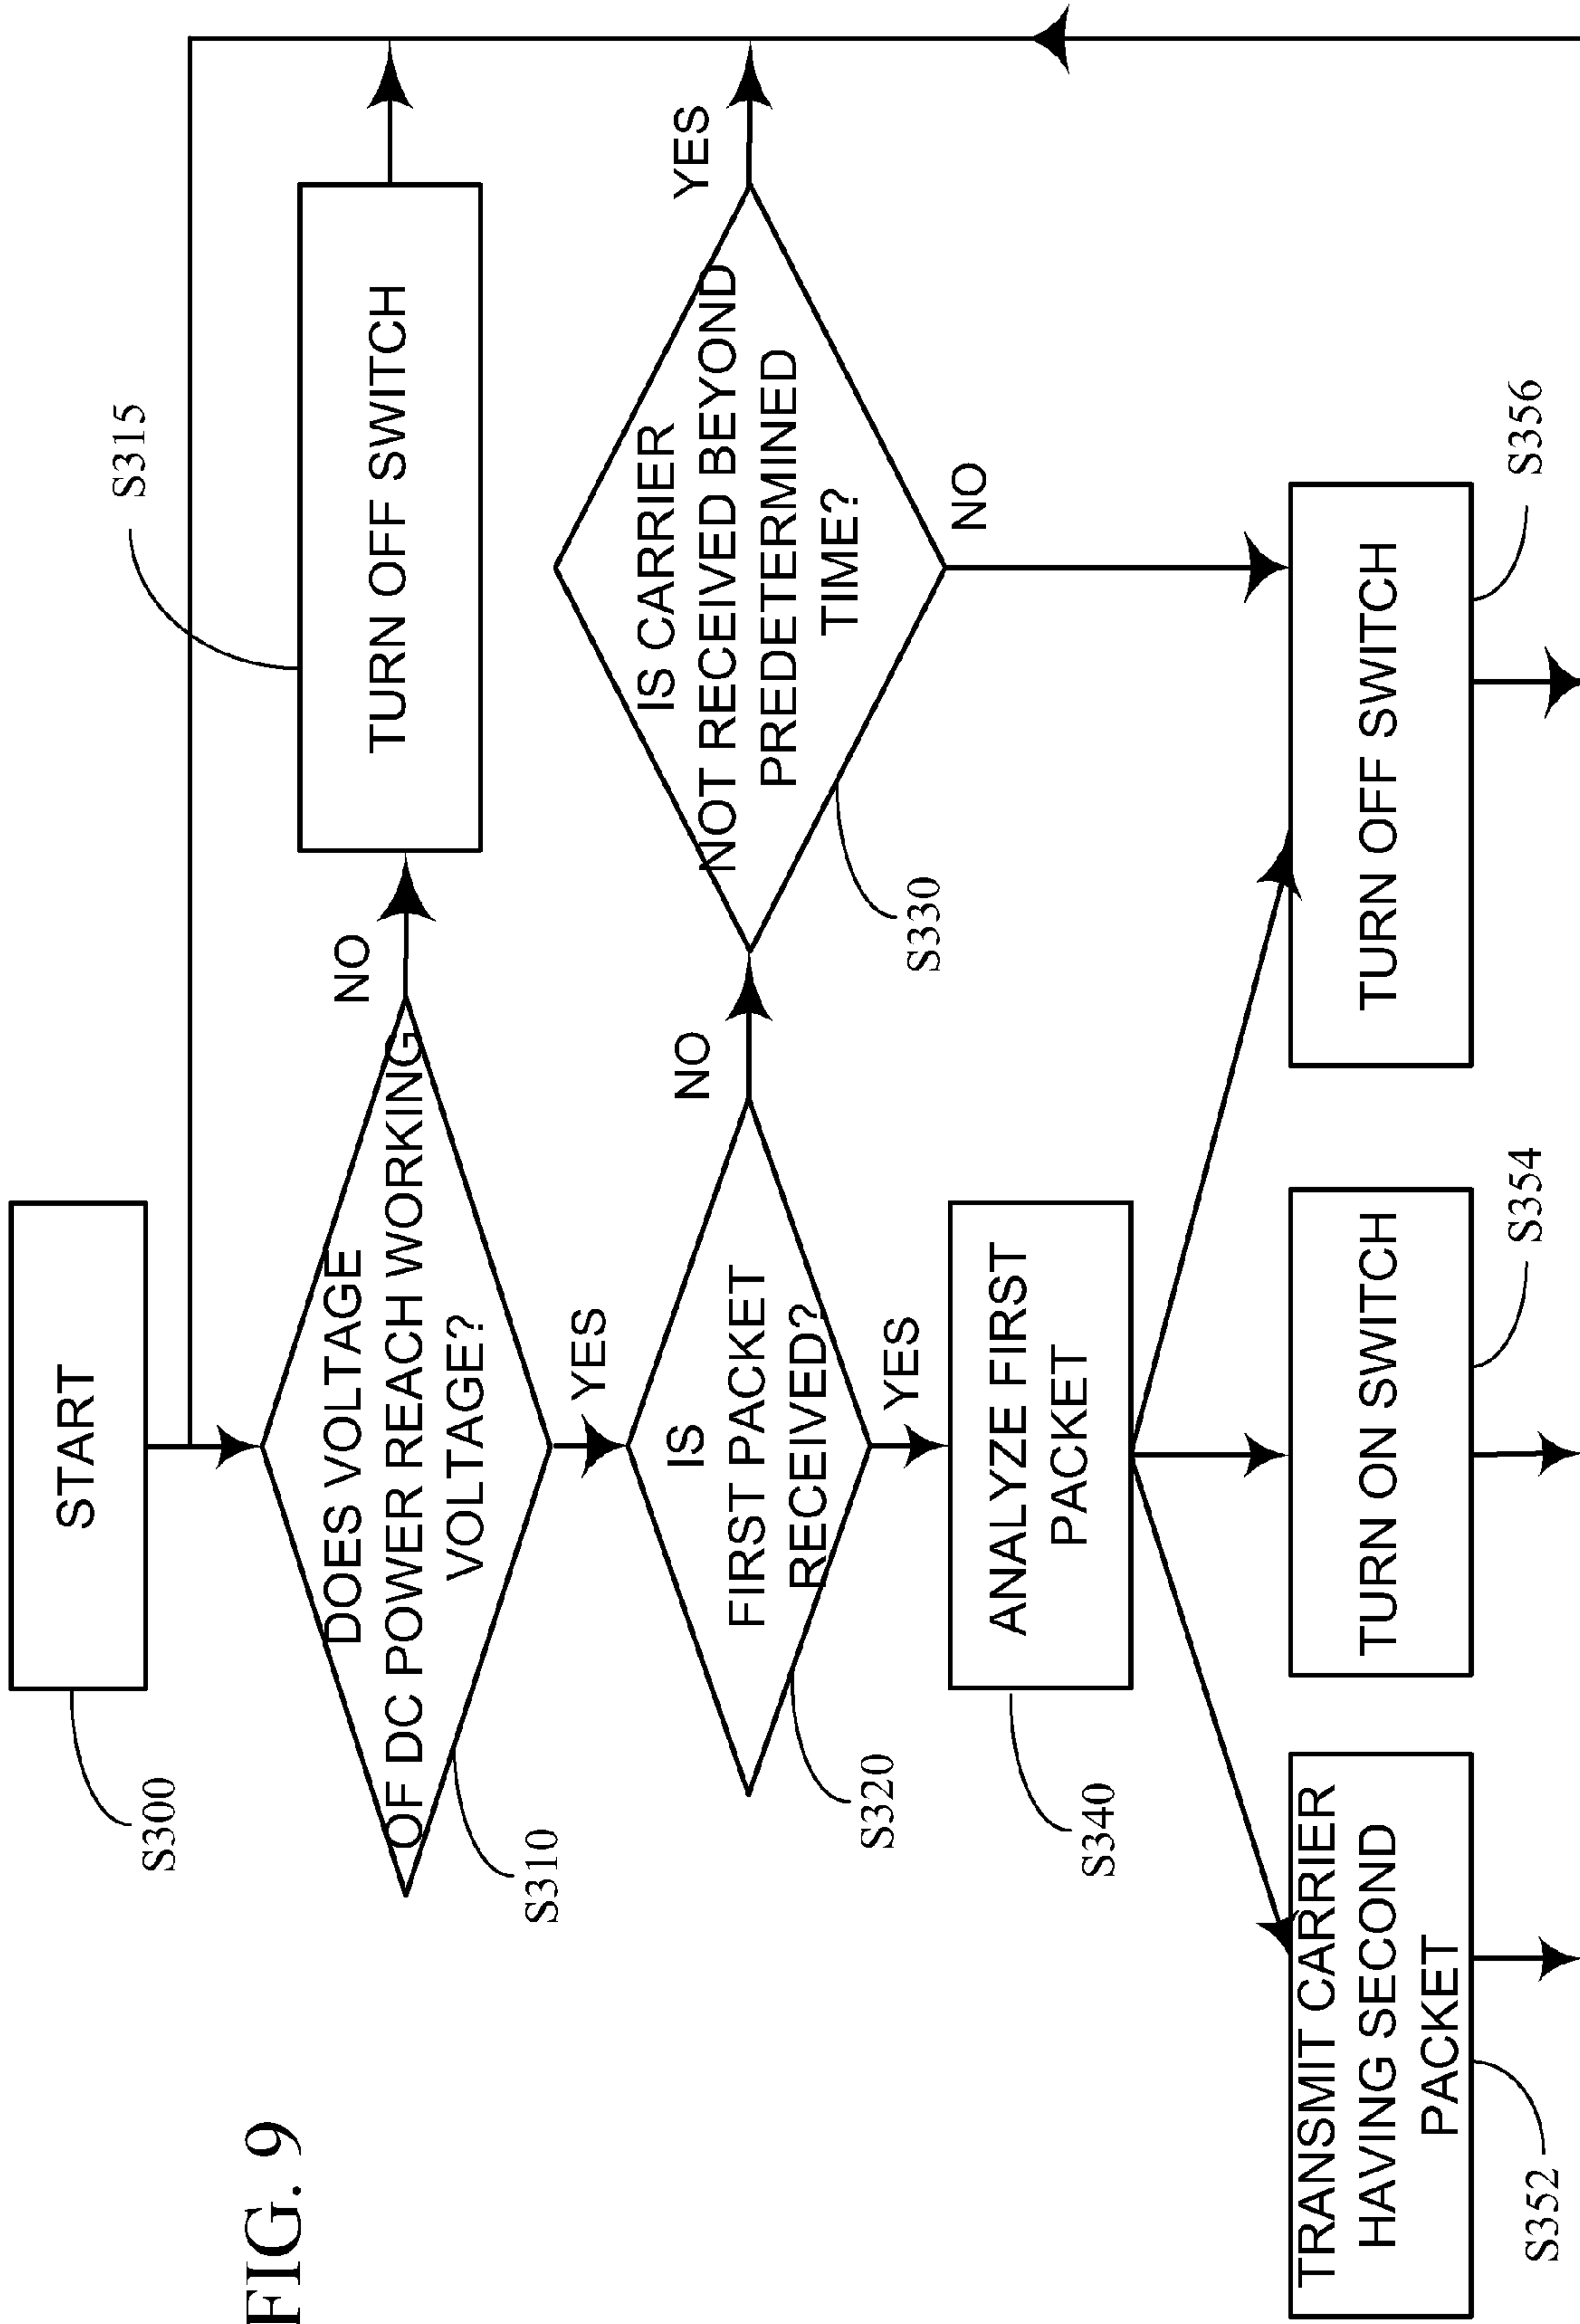 FIG. 9
START
S300
DOES VOLTAGE
OF DC POWER REACH WORKING
VOLTAGE?
S310
NO
TURN OFF SWITCH
S315
YES
IS
FIRST PACKET
RECEIVED?
S320
NO
IS CARRIER
NOT RECEIVED BEYOND
PREDETERMINED
TIME?
S330
YES
NO
YES
ANALYZE FIRST
PACKET
S340
TRANSMIT CARRIER
HAVING SECOND
PACKET
S352
TURN ON SWITCH
S354
TURN OFF SWITCH
S356